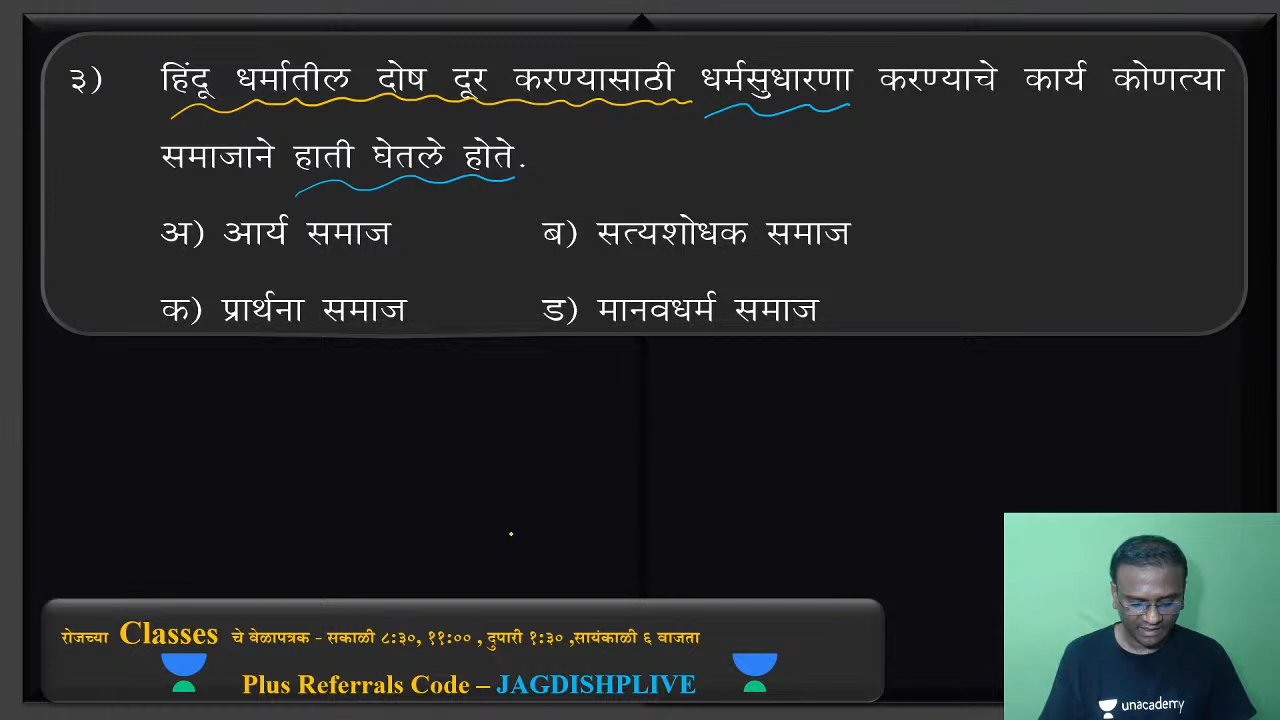 ३) हिंदू धर्मातील दोष दूर करण्यासाठी धर्मसुधारणा करण्याचे कार्य कोणत्या
समाजाने हाती घेतले होते.
अ) आर्य समाज ब) सत्यशोधक समाज
क) प्रार्थना समाज ड) मानवधर्म समाज
रोजच्या Classes चे वेळापत्रक - सकाळी ८:३०, ११:०० , दुपारी १:३० ,सायंकाळी ६ वाजता
Plus Referrals Code – JAGDISHPLIVE
unacademy